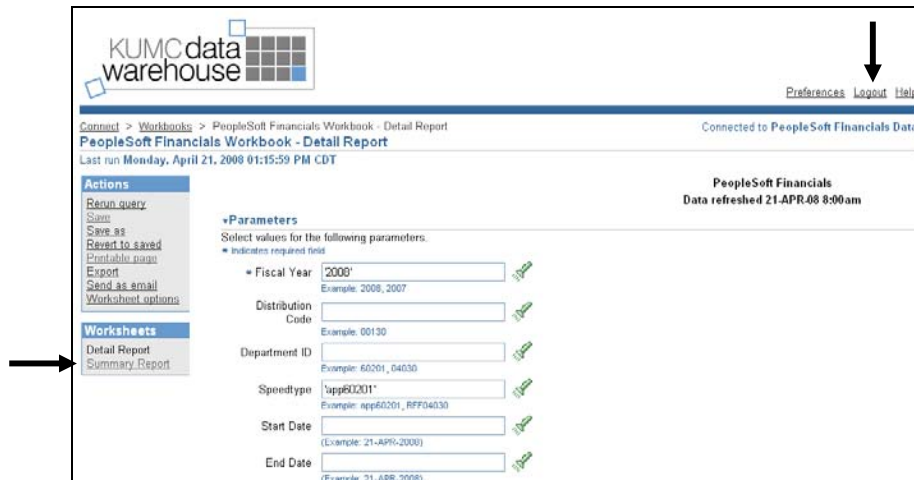 KUMC data
warehouse
Preferences Logout Help
Connect > Workbooks > PeopleSoft Financials Workbook - Detail Report
Connected to PeopleSoft Financials Data
PeopleSoft Financials Workbook - Detail Report
Last run Monday, April 21, 2008 01:15:59 PM CDT
Actions
Rerun query
Save
Save as
Revert to saved
Printable page
Export
Send as email
Worksheet options
Worksheets
Detail Report
Summary Report
PeopleSoft Financials
Data refreshed 21-APR-08 8:00am
Parameters
Select values for the following parameters.
* Indicates required field
* Fiscal Year '2008'
Example: 2008, 2007
Distribution
Code
Example: 00130
Department ID
Example: 60201, 04030
Speedtype 'app60201'
Example: app60201, RFF04030
Start Date
(Example: 21-APR-2008)
End Date
(Example: 21-APR-2008)